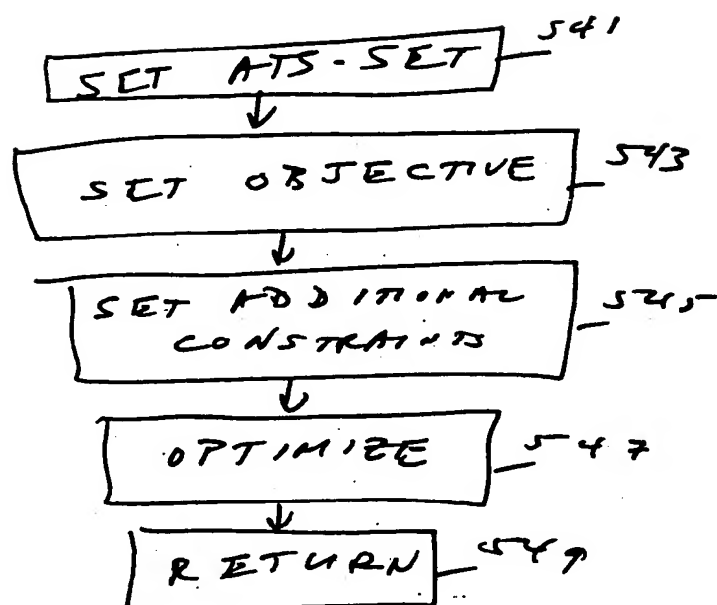 541
SET ATS-SET
543
SET OBJECTIVE
545
SET ADDITIONAL
CONSTRAINTS
547
OPTIMIZE
549
RETURN